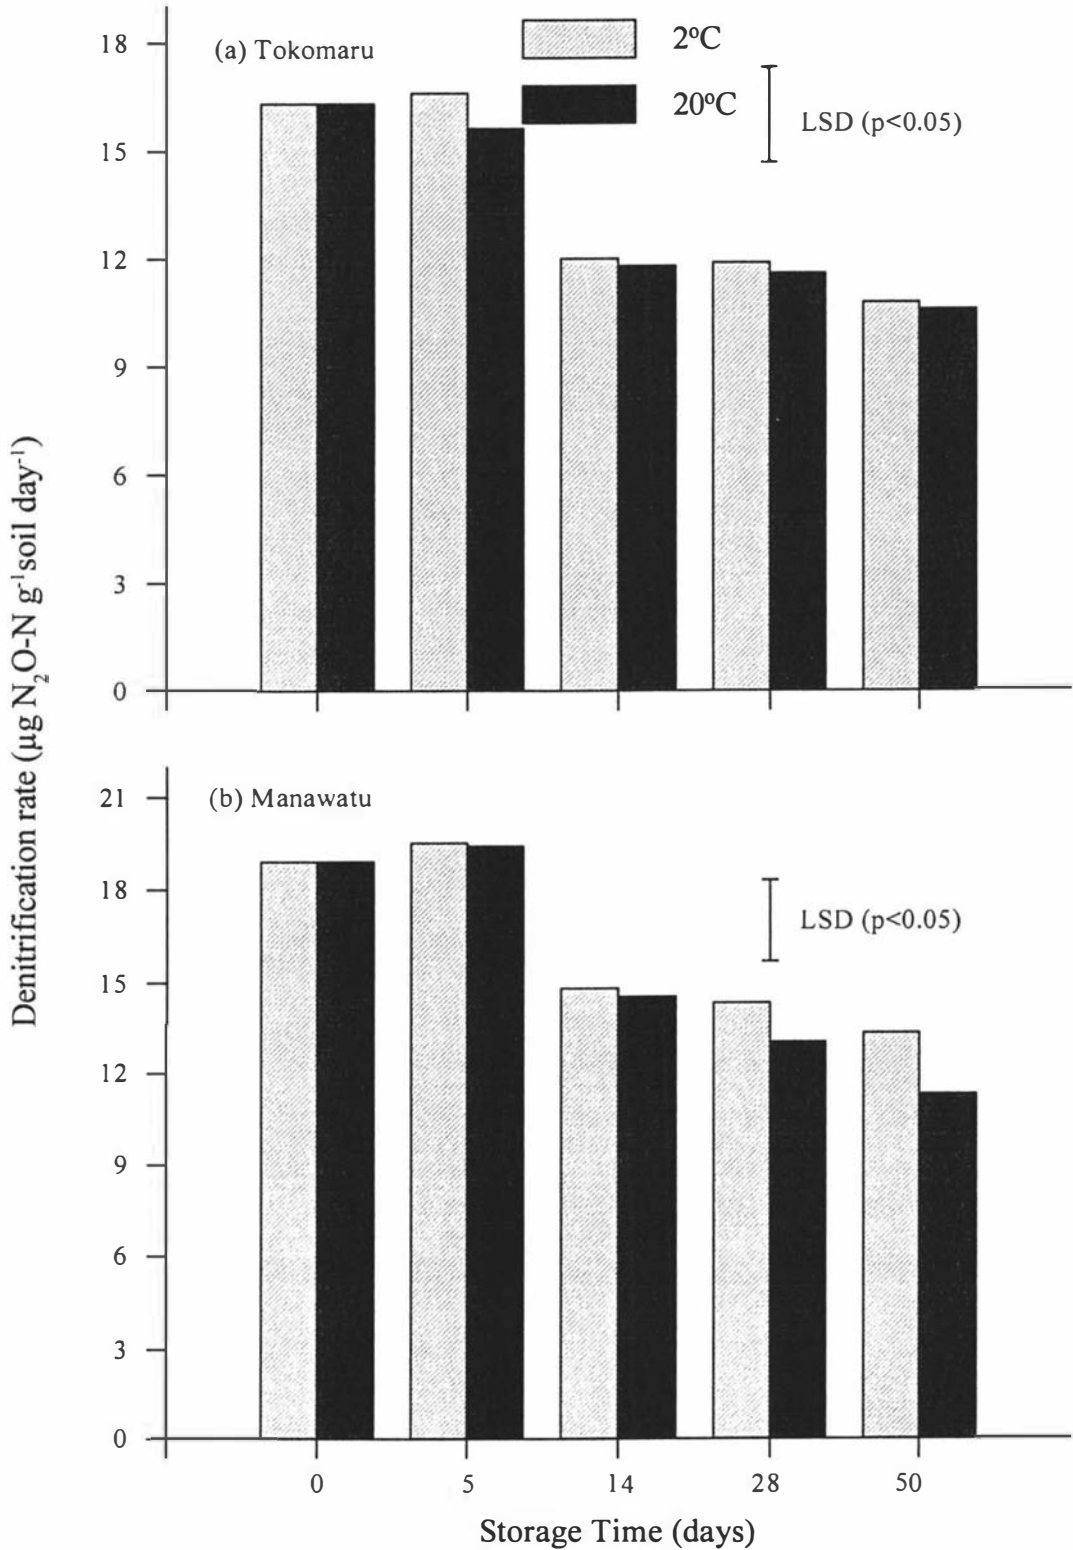 18
(a) Tokomaru
2ºC
20ºC
LSD (p<0.05)
15
12
9
6
3
0
Denitrification rate (µg N₂O-N g⁻¹soil day⁻¹)
21
(b) Manawatu
18
LSD (p<0.05)
15
12
9
6
3
0
0 5 14 28 50
Storage Time (days)